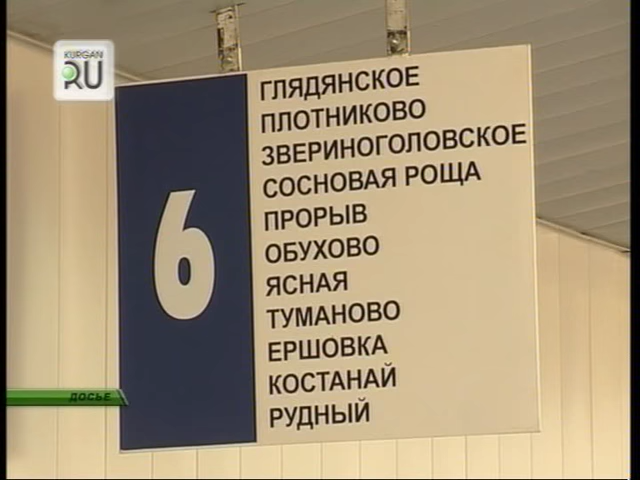 KURGAN
RU
6
ГЛЯДЯНСКОЕ
ПЛОТНИКОВО
ЗВЕРИНОГОЛОВСКОЕ
СОСНОВАЯ РОЩА
ПРОРЫВ
ОБУХОВО
ЯСНАЯ
ТУМАНОВО
ЕРШОВКА
КОСТАНАЙ
РУДНЫЙ
ДОСЬЕ